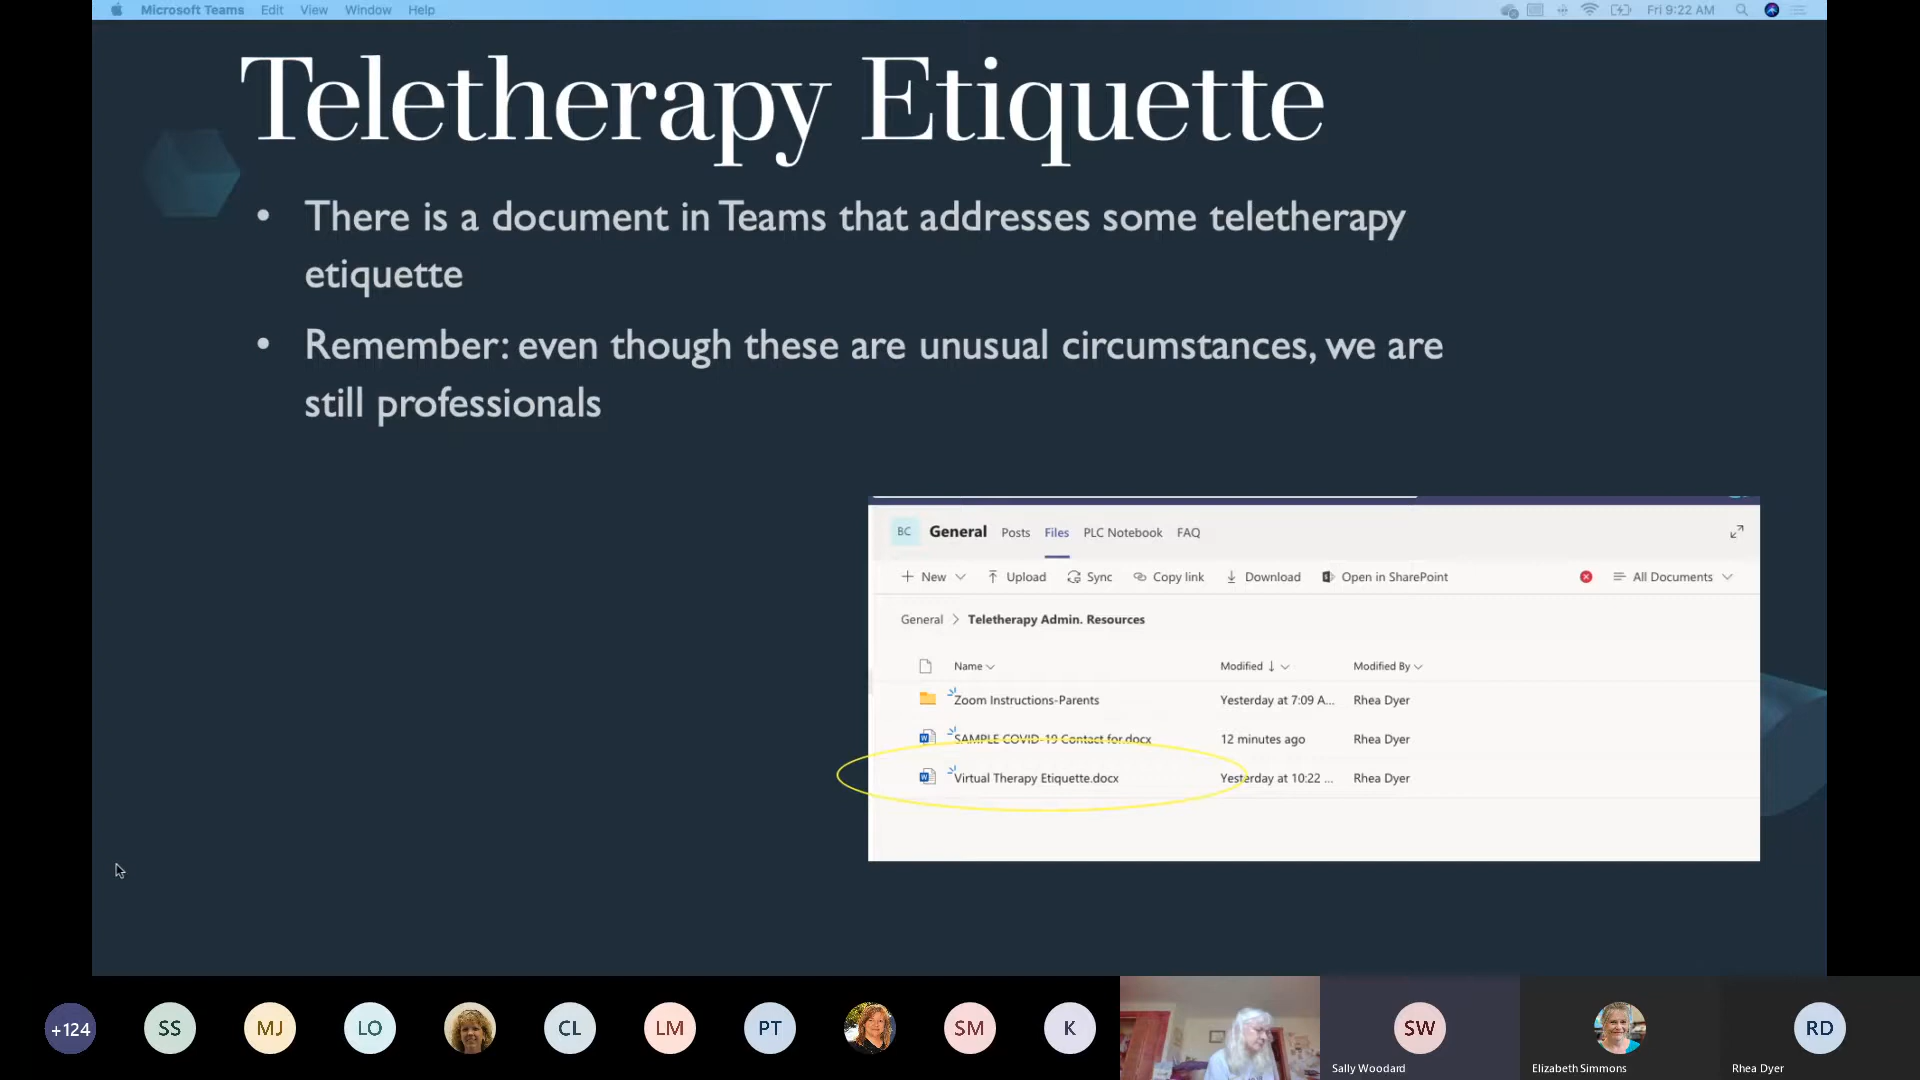 Microsoft Teams Edit View Window Help Fri 9:22 AM
Teletherapy Etiquette
• There is a document in Teams that addresses some teletherapy
etiquette
• Remember: even though these are unusual circumstances, we are
still professionals
BC General Posts Files PLC Notebook FAQ
+ New Upload Sync Copy link Download Open in SharePoint All Documents
General > Teletherapy Admin. Resources
Name Modified ↓ Modified By
Zoom Instructions-Parents Yesterday at 7:09 A... Rhea Dyer
SAMPLE COVID-19 Contact for.docx 12 minutes ago Rhea Dyer
Virtual Therapy Etiquette.docx Yesterday at 10:22 ... Rhea Dyer
+124 SS MJ LO CL LM PT SM K SW RD
Sally Woodard Elizabeth Simmons Rhea Dyer